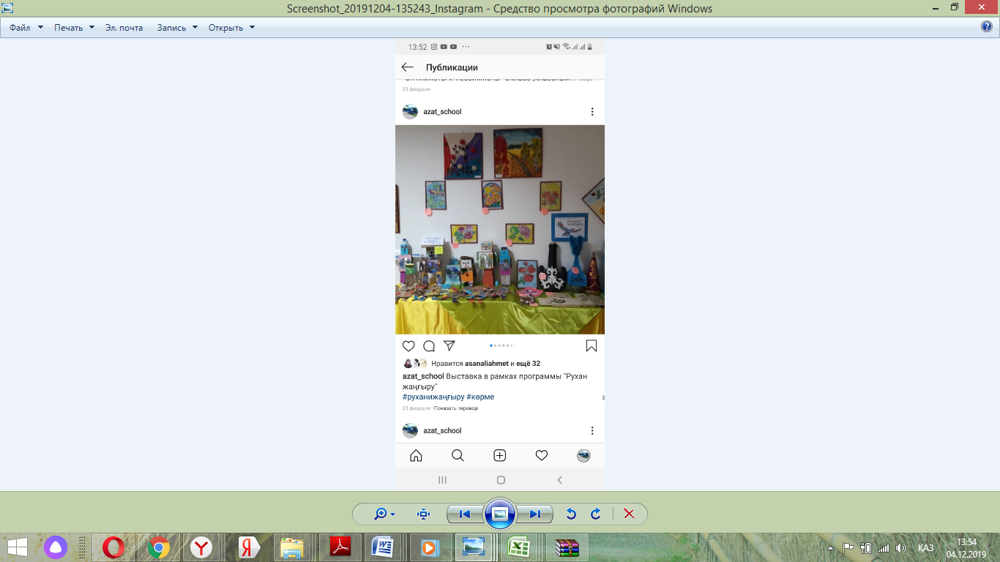 Screenshot_20191204-135243_Instagram - Средство просмотра фотографий Windows
Файл Печать Эл. почта Запись Открыть
13:52
Публикации
23 февраля
azat_school
РУХАНИ
ЖАҢҒЫРУ
Нравится asanaliahmet и ещё 32
azat_school Выставка в рамках программы "Рухан
жаңғыру"
#руханижаңғыру #көрме
23 февраля · Показать перевод
azat_school
ҚАЗ
13:54
04.12.2019